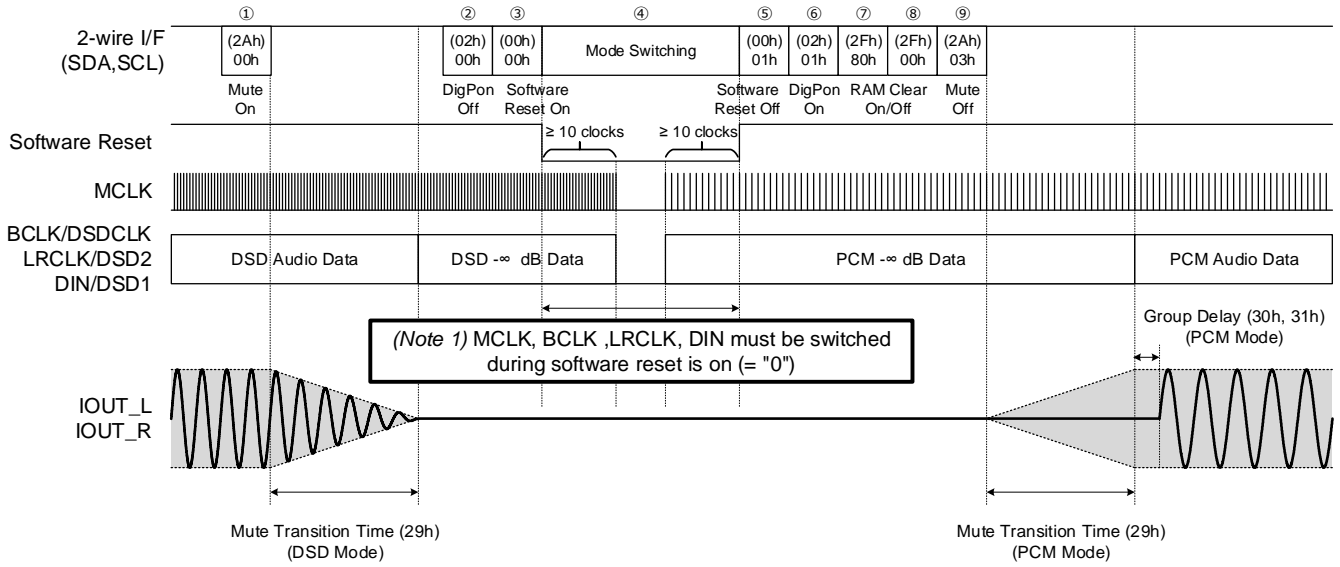 ① ② ③ ④ ⑤ ⑥ ⑦ ⑧ ⑨
2-wire I/F
(SDA,SCL)
(2Ah)
00h
(02h)
00h
(00h)
00h
Mode Switching
(00h)
01h
(02h)
01h
(2Fh)
80h
(2Fh)
00h
(2Ah)
03h
Mute
On
DigPon
Off
Software
Reset On
Software
Reset Off
DigPon
On
RAM Clear
On/Off
Mute
Off
Software Reset
≥ 10 clocks
≥ 10 clocks
MCLK
BCLK/DSDCLK
LRCLK/DSD2
DIN/DSD1
DSD Audio Data
DSD -∞ dB Data
PCM -∞ dB Data
PCM Audio Data
(Note 1) MCLK, BCLK ,LRCLK, DIN must be switched
during software reset is on (= "0")
Group Delay (30h, 31h)
(PCM Mode)
IOUT_L
IOUT_R
Mute Transition Time (29h)
(DSD Mode)
Mute Transition Time (29h)
(PCM Mode)